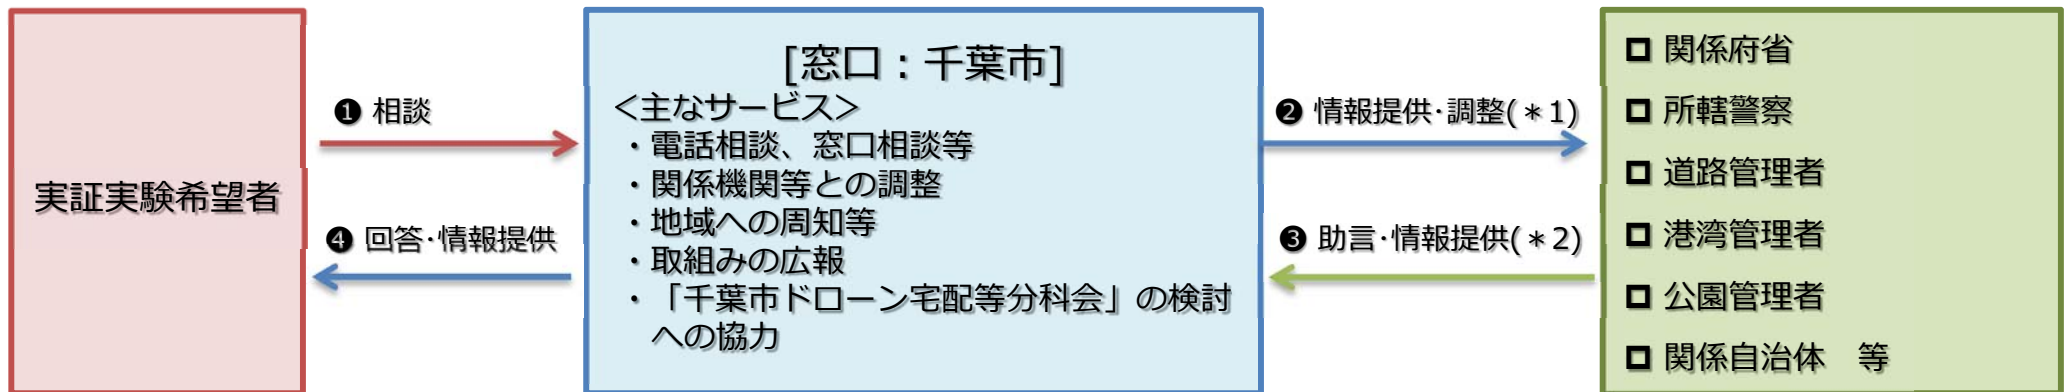 実証実験希望者
❶ 相談
❹ 回答･情報提供
[窓口：千葉市]
＜主なサービス＞
・電話相談、窓口相談等
・関係機関等との調整
・地域への周知等
・取組みの広報
・「千葉市ドローン宅配等分科会」の検討
への協力
❷ 情報提供･調整(＊1)
❸ 助言･情報提供(＊2)
関係府省
所轄警察
道路管理者
港湾管理者
公園管理者
関係自治体　等